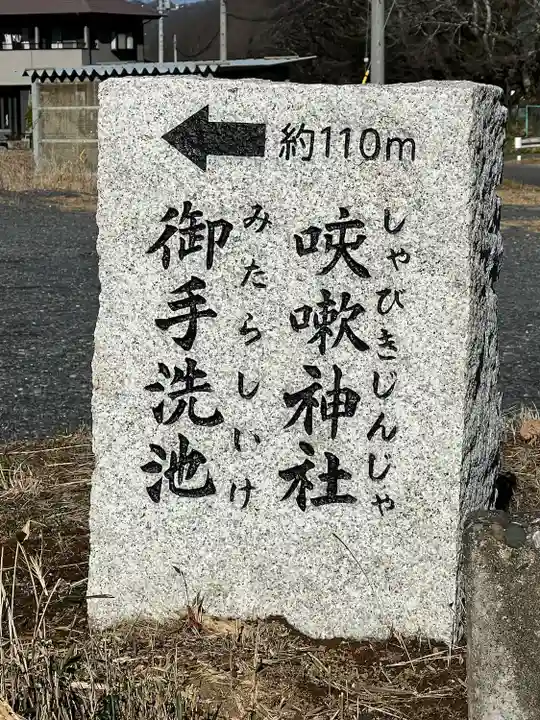 約110m
しゃびきじんじゃ
咳嗽神社
みたらしいけ
御手洗池